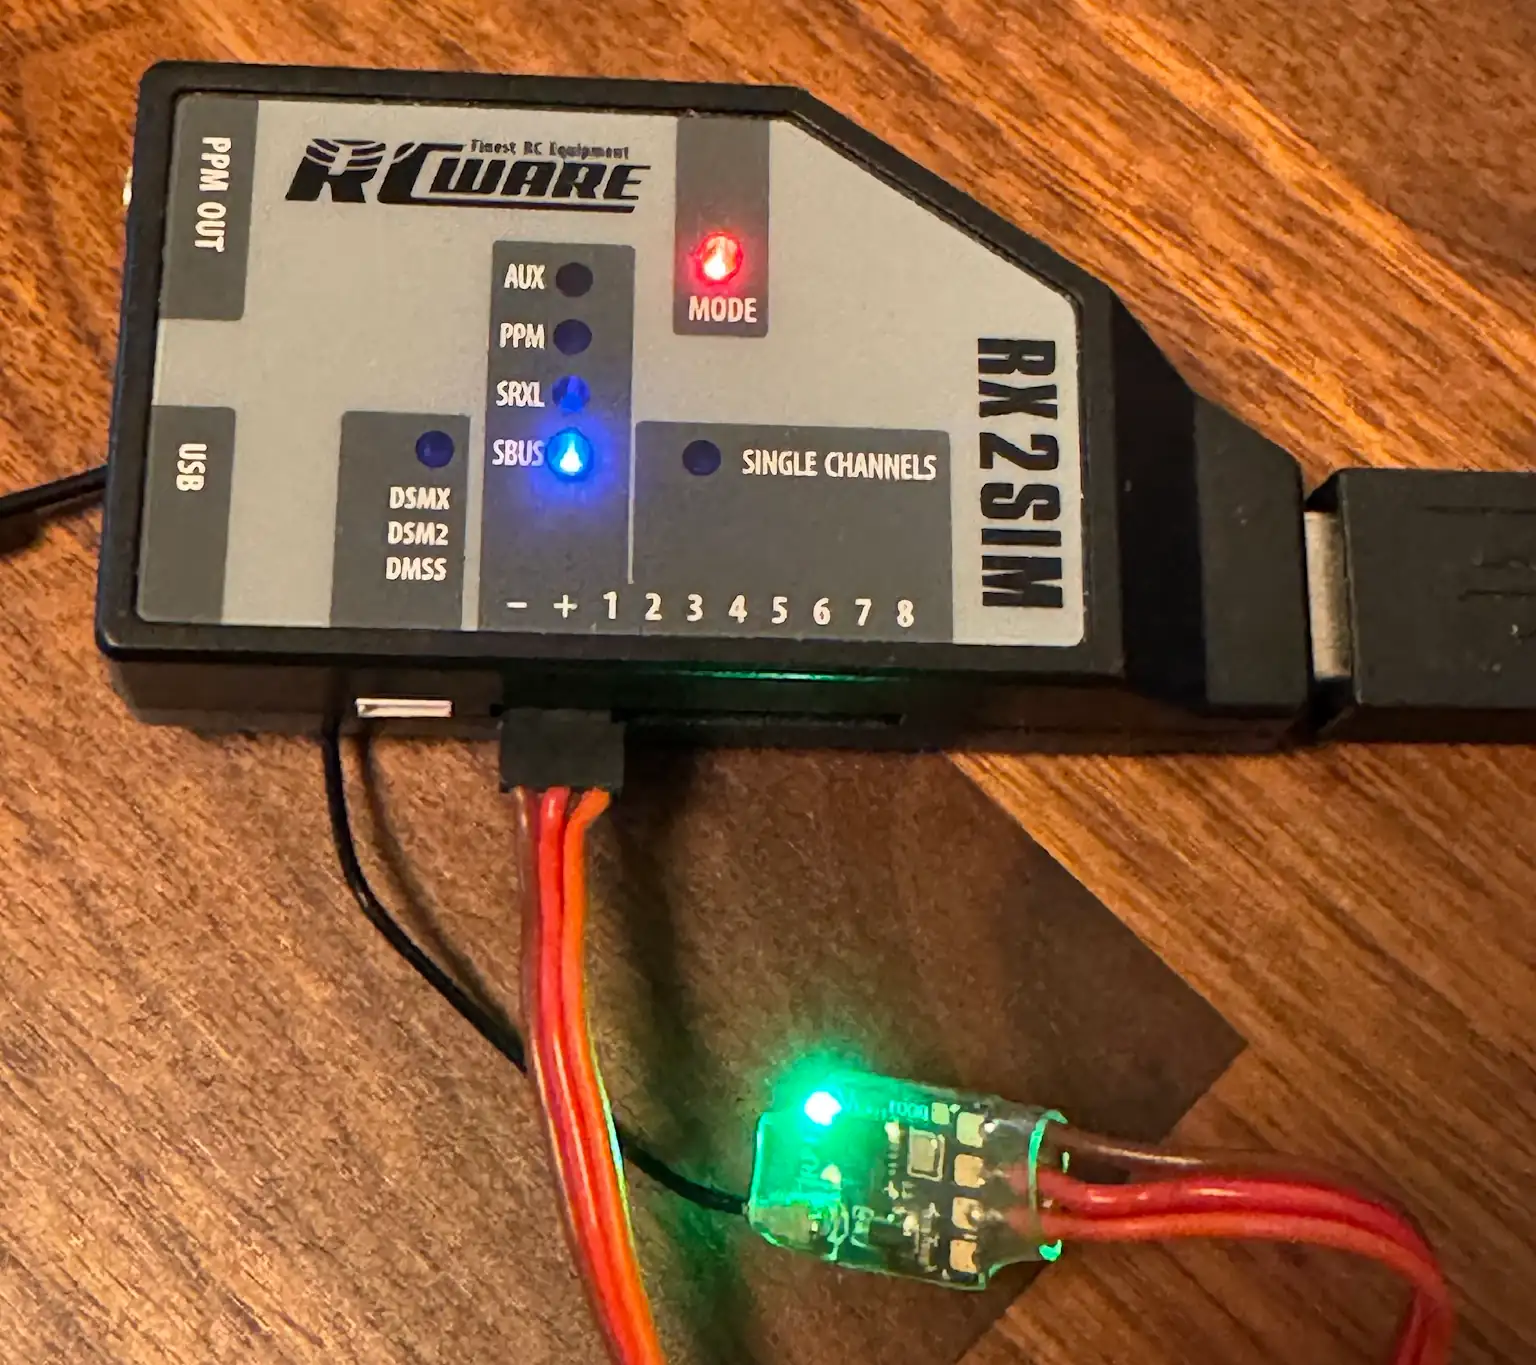 Finest RC Equipment
RCWARE
PPM OUT
AUX
PPM
SRXL
SBUS
MODE
USB
DSMX
DSM2
DMSS
SINGLE CHANNELS
- + 1 2 3 4 5 6 7 8
RX2SIM